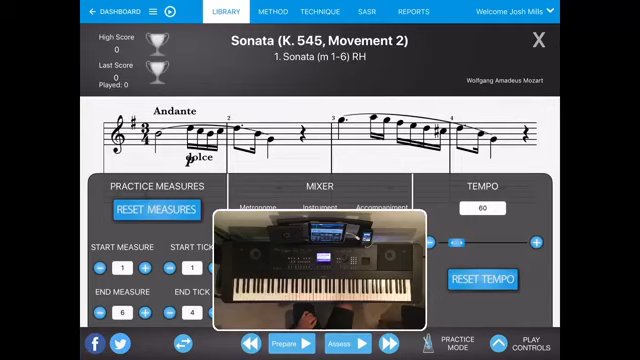 DASHBOARD
LIBRARY
METHOD
TECHNIQUE
SASR
REPORTS
Welcome Josh Mills
High Score
0
Last Score
0
Played: 0
Sonata (K. 545, Movement 2)
1. Sonata (m 1-6) RH
X
Wolfgang Amadeus Mozart
Andante
2
3
4
3
4
p
dolce
PRACTICE MEASURES
MIXER
TEMPO
RESET MEASURES
Metronome
Instrument
Accompaniment
60
START MEASURE
START TICK
1
1
RESET TEMPO
END MEASURE
END TICK
6
4
Prepare
Assess
PRACTICE
MODE
PLAY
CONTROLS